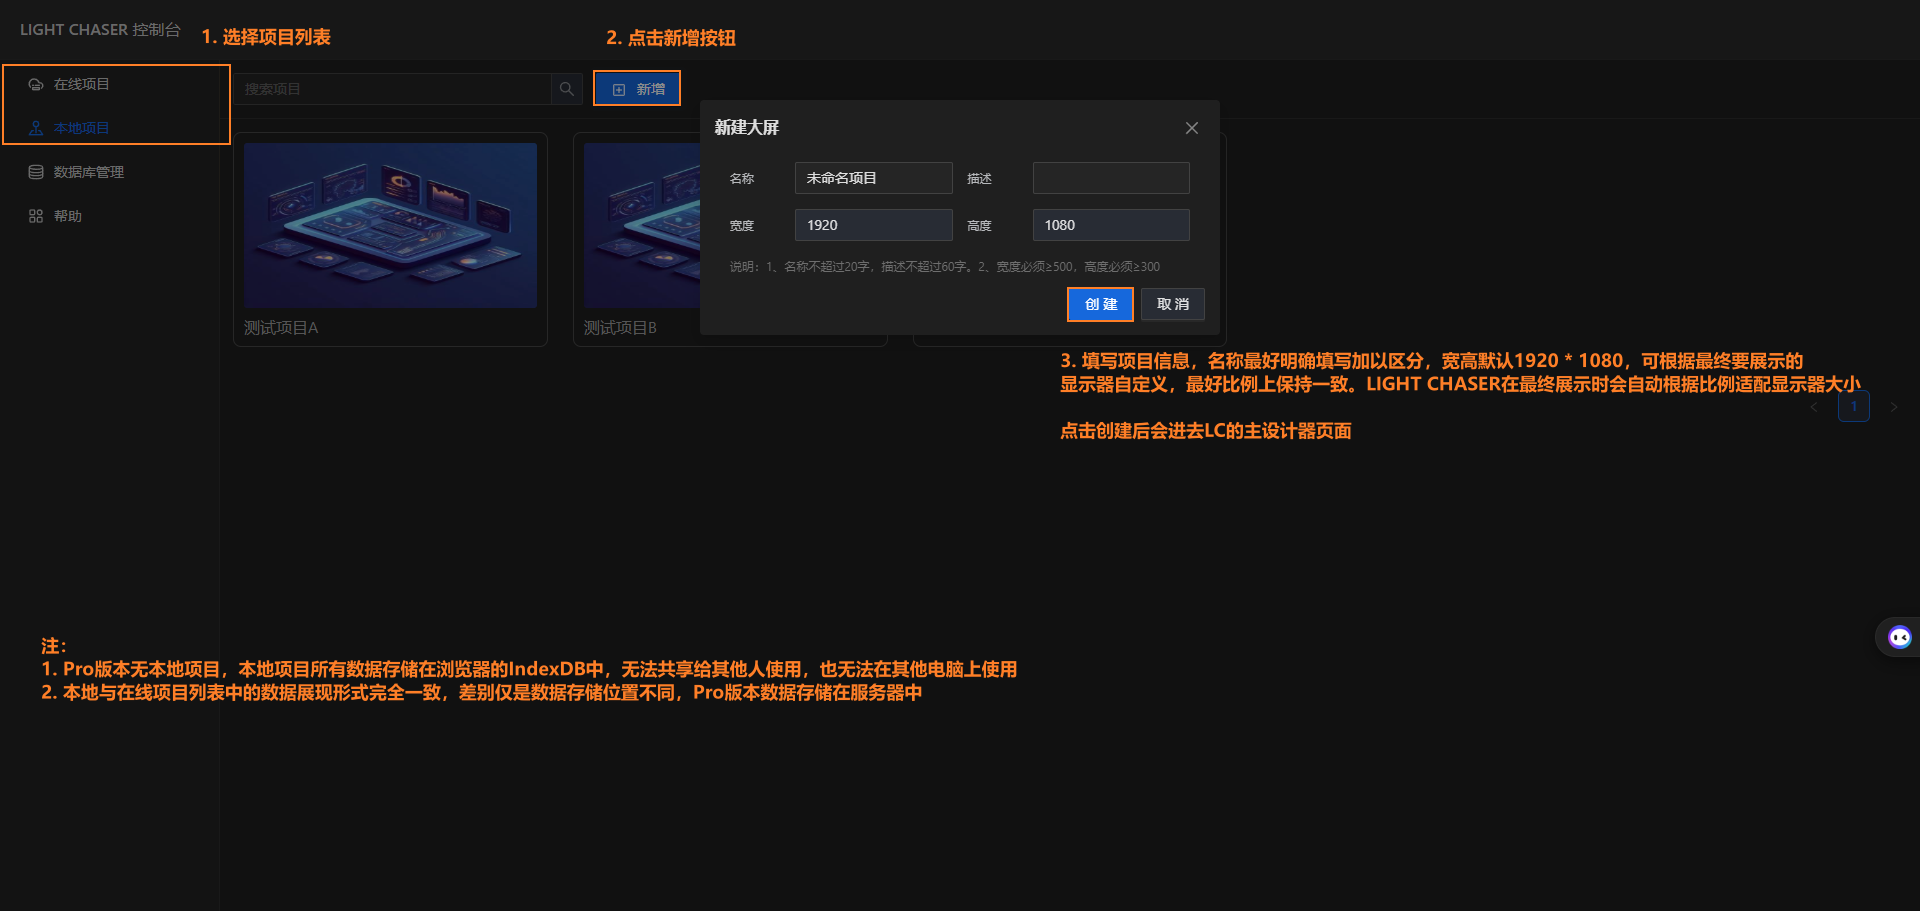 LIGHT CHASER 控制台
1. 选择项目列表
2. 点击新增按钮
在线项目
本地项目
数据库管理
帮助
搜索项目
新增
测试项目A
测试项目B
新建大屏
名称
未命名项目
描述
宽度
1920
高度
1080
说明：1、名称不超过20字，描述不超过60字。2、宽度必须≥500，高度必须≥300
创 建
取 消
3. 填写项目信息，名称最好明确填写加以区分，宽高默认1920 * 1080，可根据最终要展示的
显示器自定义，最好比例上保持一致。LIGHT CHASER在最终展示时会自动根据比例适配显示器大小
1
点击创建后会进去LC的主设计器页面
注：
1. Pro版本无本地项目，本地项目所有数据存储在浏览器的IndexDB中，无法共享给其他人使用，也无法在其他电脑上使用
2. 本地与在线项目列表中的数据展现形式完全一致，差别仅是数据存储位置不同，Pro版本数据存储在服务器中